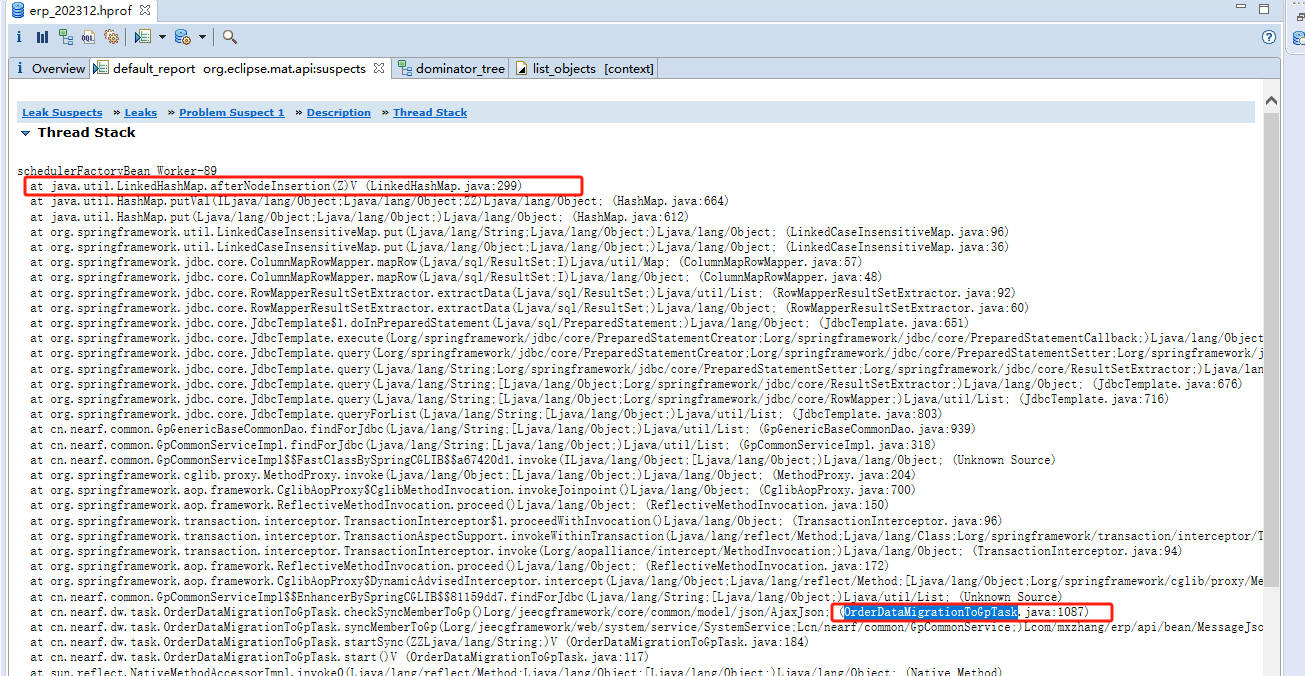 erp_202312.hprof
i Overview default_report org.eclipse.mat.api:suspects dominator_tree list_objects [context]
Leak Suspects » Leaks » Problem Suspect 1 » Description » Thread Stack
Thread Stack
schedulerFactoryBean_Worker-89
at java.util.LinkedHashMap.afterNodeInsertion(Z)V (LinkedHashMap.java:299)
at java.util.HashMap.putVal(ILjava/lang/Object;Ljava/lang/Object;ZZ)Ljava/lang/Object; (HashMap.java:664)
at java.util.HashMap.put(Ljava/lang/Object;Ljava/lang/Object;)Ljava/lang/Object; (HashMap.java:612)
at org.springframework.util.LinkedCaseInsensitiveMap.put(Ljava/lang/String;Ljava/lang/Object;)Ljava/lang/Object; (LinkedCaseInsensitiveMap.java:96)
at org.springframework.util.LinkedCaseInsensitiveMap.put(Ljava/lang/Object;Ljava/lang/Object;)Ljava/lang/Object; (LinkedCaseInsensitiveMap.java:36)
at org.springframework.jdbc.core.ColumnMapRowMapper.mapRow(Ljava/sql/ResultSet;I)Ljava/util/Map; (ColumnMapRowMapper.java:57)
at org.springframework.jdbc.core.ColumnMapRowMapper.mapRow(Ljava/sql/ResultSet;I)Ljava/lang/Object; (ColumnMapRowMapper.java:48)
at org.springframework.jdbc.core.RowMapperResultSetExtractor.extractData(Ljava/sql/ResultSet;)Ljava/util/List; (RowMapperResultSetExtractor.java:92)
at org.springframework.jdbc.core.RowMapperResultSetExtractor.extractData(Ljava/sql/ResultSet;)Ljava/lang/Object; (RowMapperResultSetExtractor.java:60)
at org.springframework.jdbc.core.JdbcTemplate$1.doInPreparedStatement(Ljava/sql/PreparedStatement;)Ljava/lang/Object; (JdbcTemplate.java:651)
at org.springframework.jdbc.core.JdbcTemplate.execute(Lorg/springframework/jdbc/core/PreparedStatementCreator;Lorg/springframework/jdbc/core/PreparedStatementCallback;)Ljava/lang/Object
at org.springframework.jdbc.core.JdbcTemplate.query(Lorg/springframework/jdbc/core/PreparedStatementCreator;Lorg/springframework/jdbc/core/PreparedStatementSetter;Lorg/springframework/j
at org.springframework.jdbc.core.JdbcTemplate.query(Ljava/lang/String;Lorg/springframework/jdbc/core/PreparedStatementSetter;Lorg/springframework/jdbc/core/ResultSetExtractor;)Ljava/lan
at org.springframework.jdbc.core.JdbcTemplate.query(Ljava/lang/String;[Ljava/lang/Object;Lorg/springframework/jdbc/core/ResultSetExtractor;)Ljava/lang/Object; (JdbcTemplate.java:676)
at org.springframework.jdbc.core.JdbcTemplate.query(Ljava/lang/String;[Ljava/lang/Object;Lorg/springframework/jdbc/core/RowMapper;)Ljava/util/List; (JdbcTemplate.java:716)
at org.springframework.jdbc.core.JdbcTemplate.queryForList(Ljava/lang/String;[Ljava/lang/Object;)Ljava/util/List; (JdbcTemplate.java:803)
at cn.nearf.common.GpGenericBaseCommonDao.findForJdbc(Ljava/lang/String;[Ljava/lang/Object;)Ljava/util/List; (GpGenericBaseCommonDao.java:939)
at cn.nearf.common.GpCommonServiceImpl.findForJdbc(Ljava/lang/String;[Ljava/lang/Object;)Ljava/util/List; (GpCommonServiceImpl.java:318)
at cn.nearf.common.GpCommonServiceImpl$$FastClassBySpringCGLIB$$a67420d1.invoke(ILjava/lang/Object;[Ljava/lang/Object;)Ljava/lang/Object; (Unknown Source)
at org.springframework.cglib.proxy.MethodProxy.invoke(Ljava/lang/Object;[Ljava/lang/Object;)Ljava/lang/Object; (MethodProxy.java:204)
at org.springframework.aop.framework.CglibAopProxy$CglibMethodInvocation.invokeJoinpoint()Ljava/lang/Object; (CglibAopProxy.java:700)
at org.springframework.aop.framework.ReflectiveMethodInvocation.proceed()Ljava/lang/Object; (ReflectiveMethodInvocation.java:150)
at org.springframework.transaction.interceptor.TransactionInterceptor$1.proceedWithInvocation()Ljava/lang/Object; (TransactionInterceptor.java:96)
at org.springframework.transaction.interceptor.TransactionAspectSupport.invokeWithinTransaction(Ljava/lang/reflect/Method;Ljava/lang/Class;Lorg/springframework/transaction/interceptor/T
at org.springframework.transaction.interceptor.TransactionInterceptor.invoke(Lorg/aopalliance/intercept/MethodInvocation;)Ljava/lang/Object; (TransactionInterceptor.java:94)
at org.springframework.aop.framework.ReflectiveMethodInvocation.proceed()Ljava/lang/Object; (ReflectiveMethodInvocation.java:172)
at org.springframework.aop.framework.CglibAopProxy$DynamicAdvisedInterceptor.intercept(Ljava/lang/Object;Ljava/lang/reflect/Method;[Ljava/lang/Object;Lorg/springframework/cglib/proxy/Me
at cn.nearf.common.GpCommonServiceImpl$$EnhancerBySpringCGLIB$$81159dd7.findForJdbc(Ljava/lang/String;[Ljava/lang/Object;)Ljava/util/List; (Unknown Source)
at cn.nearf.dw.task.OrderDataMigrationToGpTask.checkSyncMemberToGp()Lorg/jeecgframework/core/common/model/json/AjaxJson; (OrderDataMigrationToGpTask.java:1087)
at cn.nearf.dw.task.OrderDataMigrationToGpTask.syncMemberToGp(Lorg/jeecgframework/web/system/service/SystemService;Lcn/nearf/common/GpCommonService;)Lcom/mxzhang/erp/api/bean/MessageJso
at cn.nearf.dw.task.OrderDataMigrationToGpTask.startSync(ZZLjava/lang/String;)V (OrderDataMigrationToGpTask.java:184)
at cn.nearf.dw.task.OrderDataMigrationToGpTask.start()V (OrderDataMigrationToGpTask.java:117)
at sun.reflect.NativeMethodAccessorImpl.invoke0(Ljava/lang/reflect/Method;Ljava/lang/Object;[Ljava/lang/Object;)Ljava/lang/Object; (Native Method)